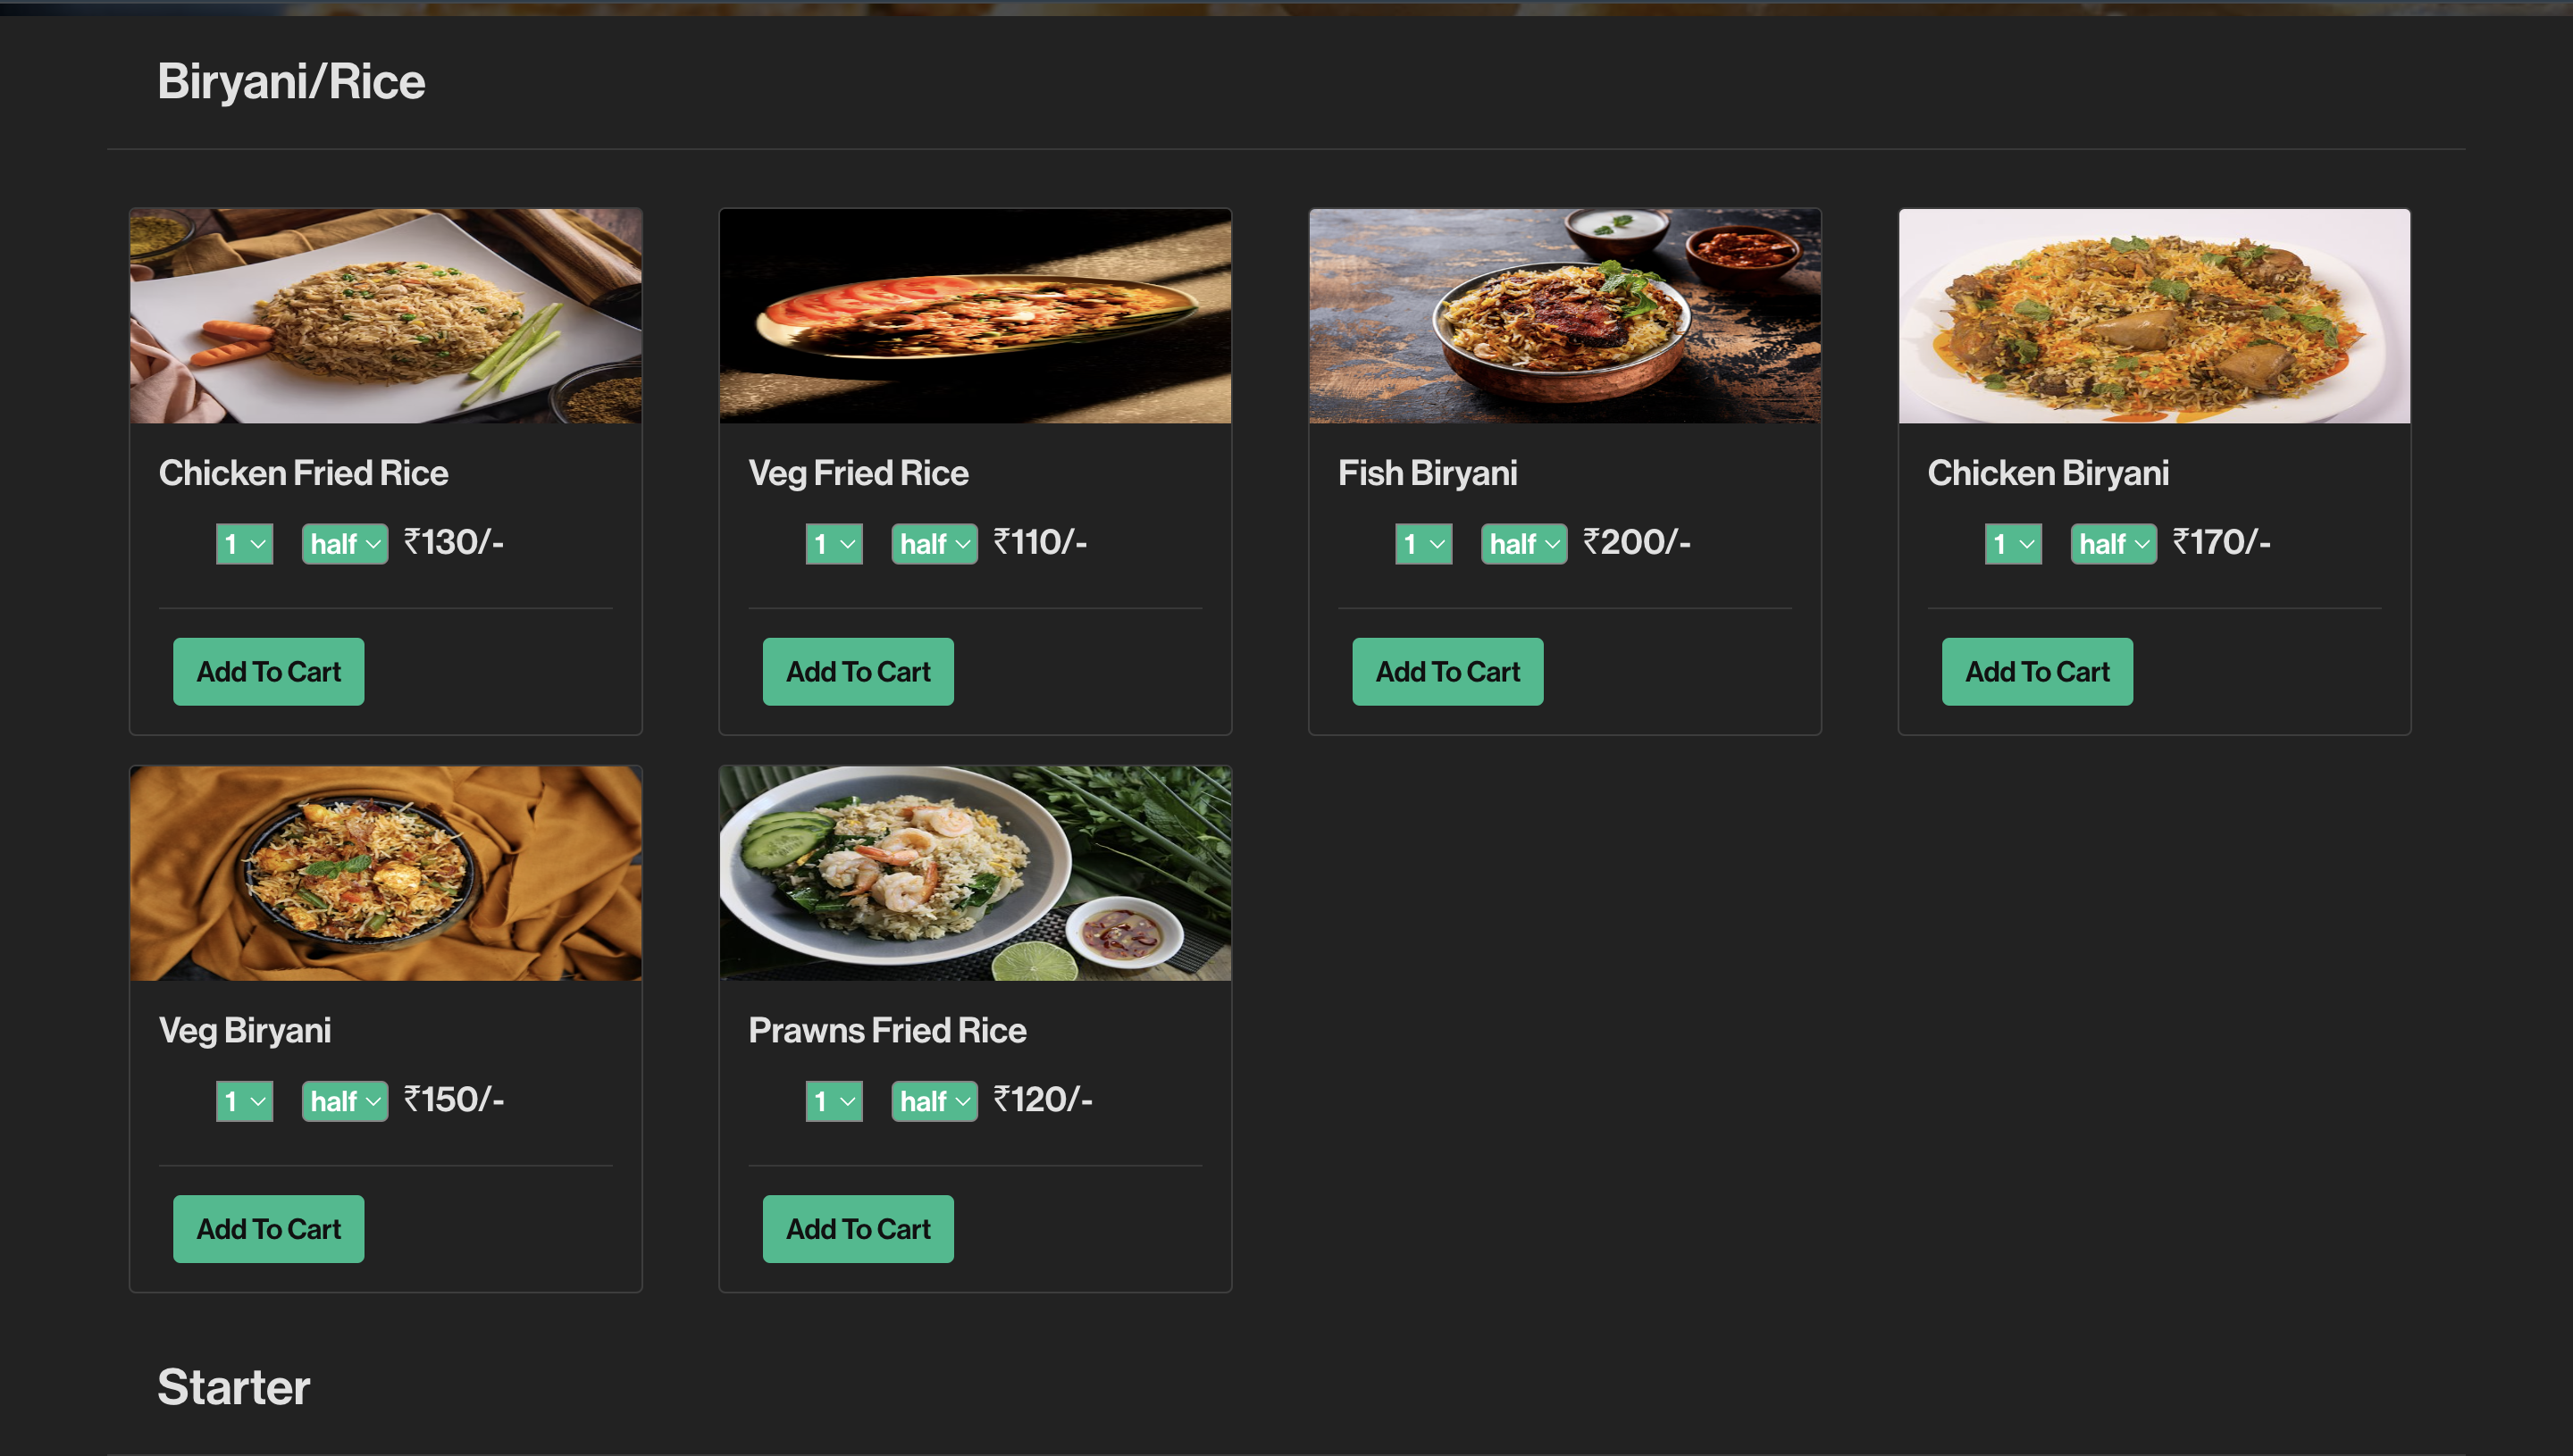 Biryani/Rice
Chicken Fried Rice
1 half ₹130/-
Add To Cart
Veg Fried Rice
1 half ₹110/-
Add To Cart
Fish Biryani
1 half ₹200/-
Add To Cart
Chicken Biryani
1 half ₹170/-
Add To Cart
Veg Biryani
1 half ₹150/-
Add To Cart
Prawns Fried Rice
1 half ₹120/-
Add To Cart
Starter